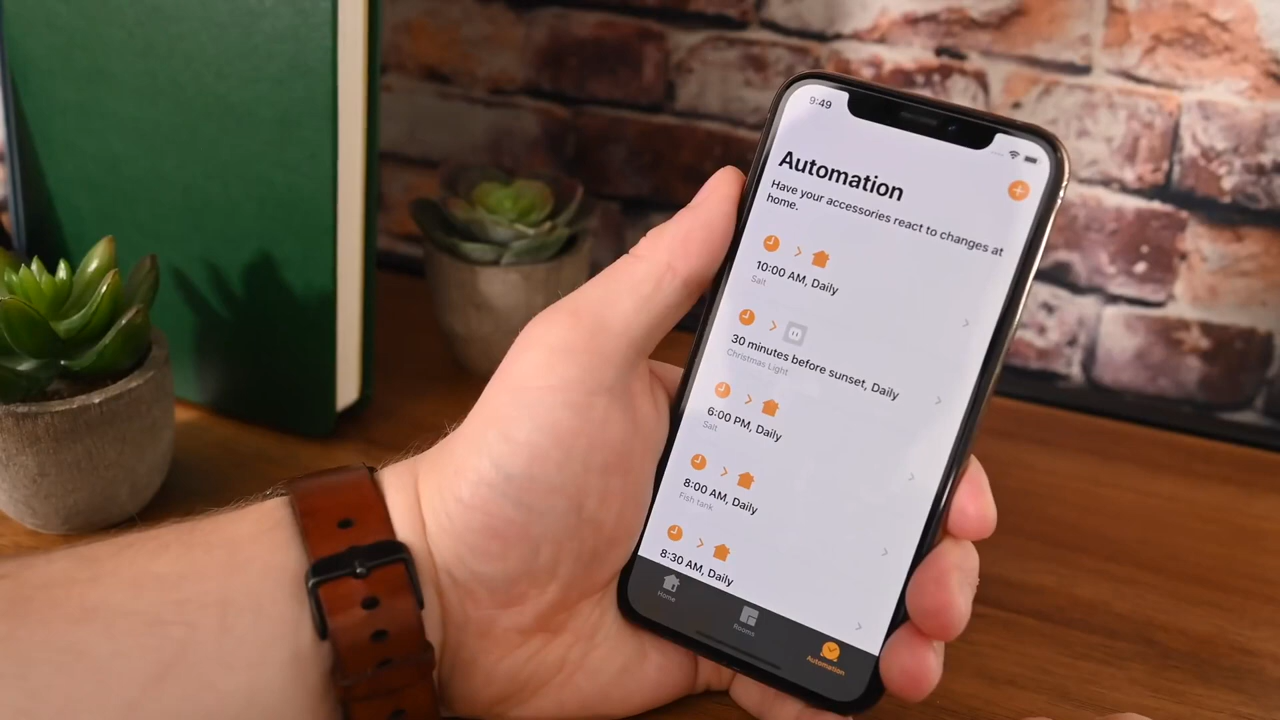 9:49
Automation
Have your accessories react to changes at
home.
10:00 AM, Daily
Salt
30 minutes before sunset, Daily
Christmas Light
6:00 PM, Daily
Salt
8:00 AM, Daily
Fish tank
8:30 AM, Daily
Home
Rooms
Automation